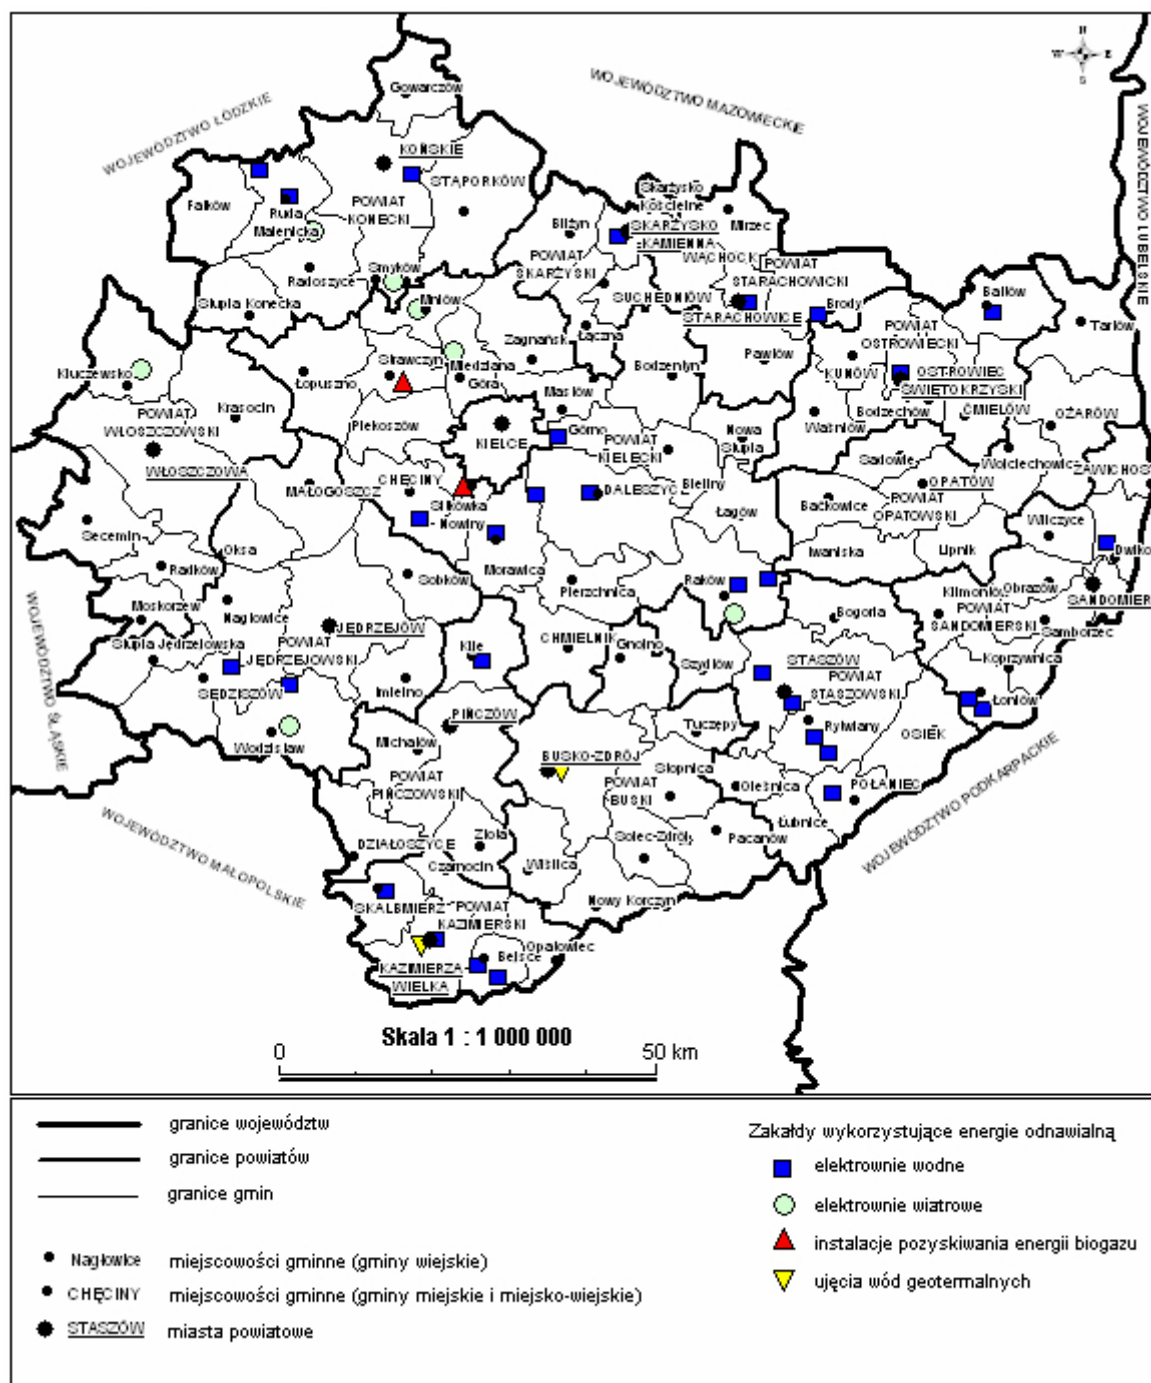 N
W E
S
WOJEWÓDZTWO ŁÓDZKIE
WOJEWÓDZTWO MAZOWIECKIE
WOJEWÓDZTWO LUBELSKIE
Gowarczów
KOŃSKIE
STĄPORKÓW
Fałków
POWIAT
KONECKI
Ruda
Malenicka
Radoszyce
Smyków
Słupia Konecka
Skarżysko
Kościelne
Bliżyn
SKARŻYSKO
KAMIENNA
Mirzec
POWIAT
SKARŻYSKI
WĄCHOCK
POWIAT
STARACHOWICKI
SUCHEDNIÓW
STARACHOWICE
Brody
Bałtów
Tarłów
Mniów
Łączna
Zagnańsk
Strawczyn
Miedziana
Góra
Bodzentyn
Pawłów
POWIAT
OSTROWIECKI
KUNÓW
OSTROWIEC
ŚWIĘTOKRZYSKI
Kluczewsko
Łopuszno
Masłów
Krasocin
Piekoszów
POWIAT
WŁOSZCZOWSKI
KIELCE
Górno
POWIAT
KIELECKI
Nowa
Słupia
Waśniów
Bodzechów
ĆMIELÓW
OŻARÓW
WŁOSZCZOWA
MAŁOGOSZCZ
CHĘCINY
Sitkówka
- Nowiny
DALESZYCE
Bieliny
Łagów
Sadowie
Wojciechowice
ZAWICHOST
OPATÓW
Baćkowice
POWIAT
OPATOWSKI
Wilczyce
Secemin
Oksa
Iwaniska
Lipnik
Dwiko
Radków
Sobków
Morawica
Pierzchnica
Raków
Klimontów
Obrazów
SANDOMIER
Moskorzew
Nagłowice
Bogoria
POWIAT
SANDOMIERSKI
Samborzec
Słupia Jędrzejowska
POWIAT
JĘDRZEJOWSKI
JĘDRZEJÓW
Kije
CHMIELNIK
Gnojno
Szydłów
STASZÓW
POWIAT
STASZOWSKI
Koprzywnica
Łoniów
SĘDZISZÓW
Imielno
WOJEWÓDZTWO ŚLĄSKIE
Wodzisław
PIŃCZÓW
Michałów
Tuczępy
Rytwiany
OSIEK
BUSKO-ZDRÓJ
POWIAT
PIŃCZOWSKI
POWIAT
BUSKI
Stopnica
Oleśnica
POŁANIEC
WOJEWÓDZTWO PODKARPACKIE
WOJEWÓDZTWO MAŁOPOLSKIE
Łubnice
DZIAŁOSZYCE
Złota
Czarnocin
Solec-Zdrój
Pacanów
Wiślica
SKALBMIERZ
POWIAT
KAZIMIERSKI
Nowy Korczyn
Opatowiec
Bejsce
KAZIMIERZA
WIELKA
Skala 1 : 1 000 000
0 50 km
granice województw
granice powiatów
granice gmin
Nagłowice miejscowości gminne (gminy wiejskie)
CHĘCINY miejscowości gminne (gminy miejskie i miejsko-wiejskie)
STASZÓW miasta powiatowe
Zakałdy wykorzystujące energie odnawialną
elektrownie wodne
elektrownie wiatrowe
instalacje pozyskiwania energii biogazu
ujęcia wód geotermalnych